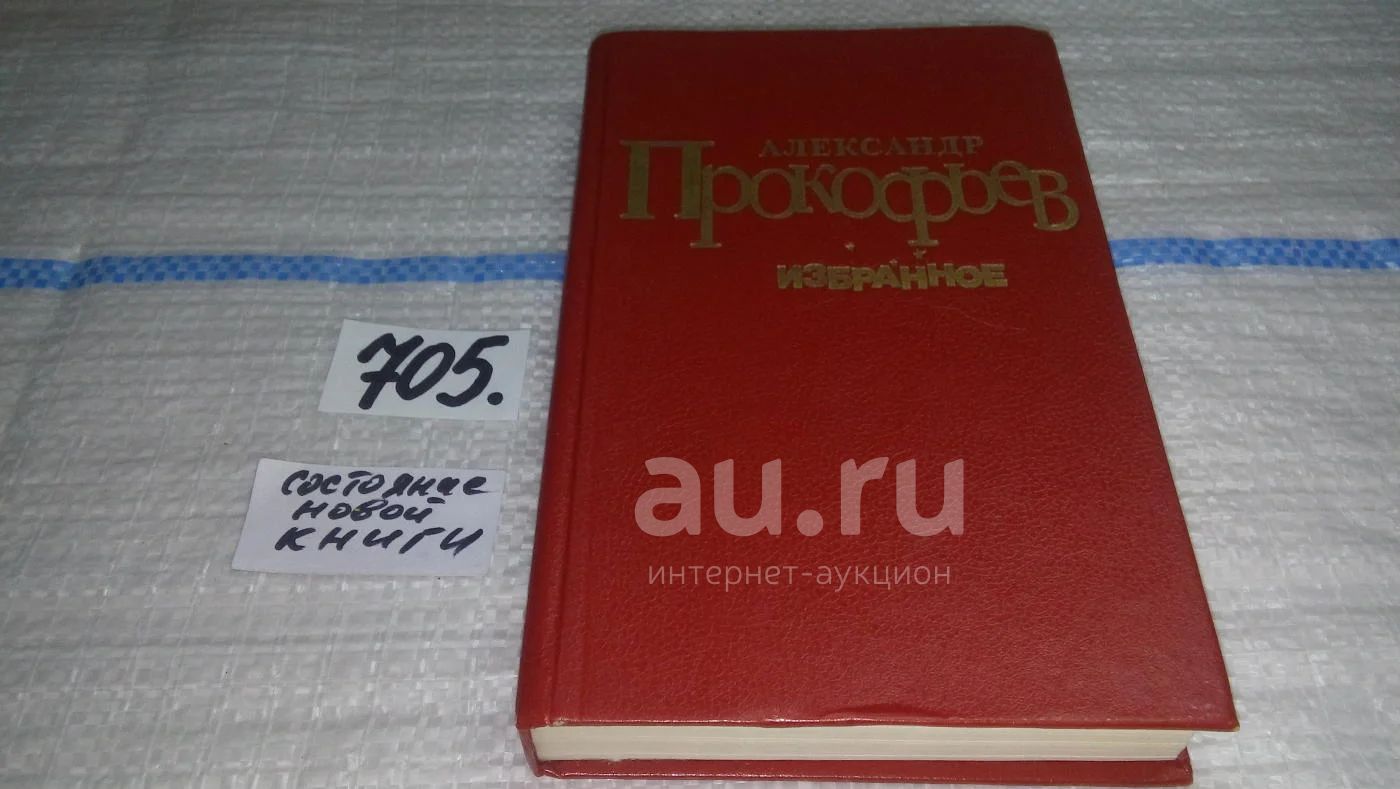 АЛЕКСАНДР
ПРОКОФЬЕВ
ИЗБРАННОЕ
705.
состояние
новой
книги
au.ru
интернет-аукцион